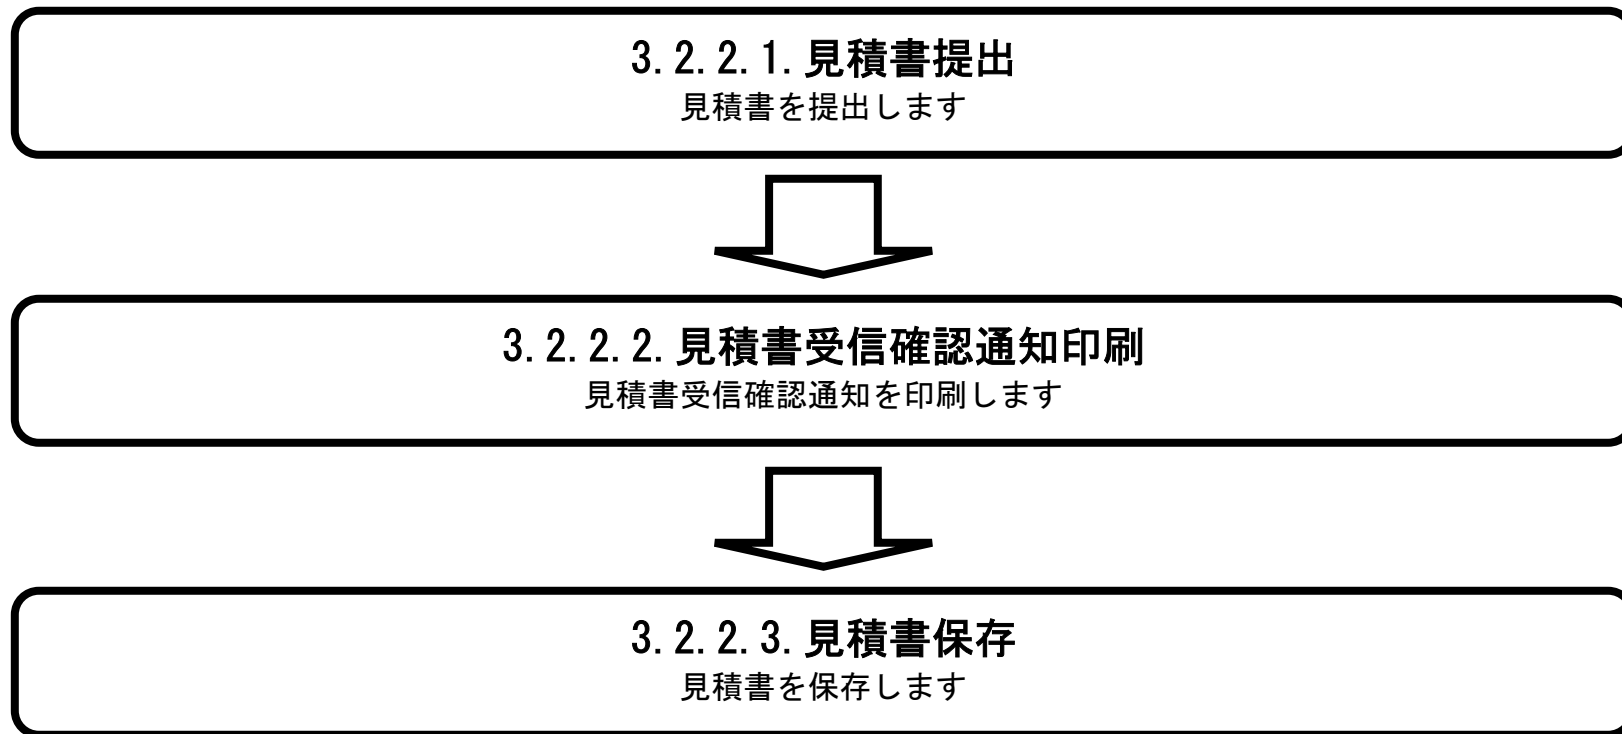 3.2.2.1.見積書提出
見積書を提出します
3.2.2.2.見積書受信確認通知印刷
見積書受信確認通知を印刷します
3.2.2.3.見積書保存
見積書を保存します